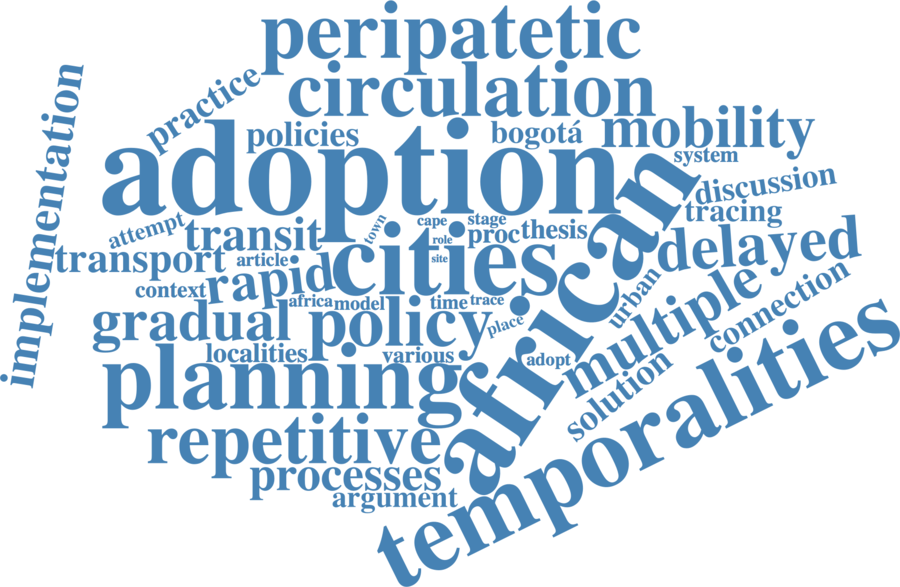 peripatetic
circulation
practice
implementation
policies
bogotá
mobility
adoption
system
african
discussion
tracing
attempt
town
cape
stage
transit
role
proc
thesis
delayed
transport
article
cities
site
rapid
context
africa
model
time
trace
urban
multiple
connection
gradual
policy
place
localities
various
adopt
planning
solution
temporalities
repetitive
processes
argument